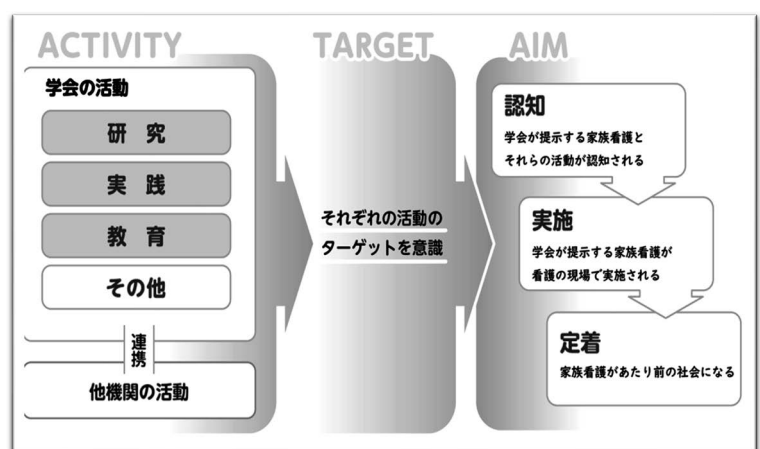 ACTIVITY
学会の活動
研究
実践
教育
その他
連携
他機関の活動
TARGET
それぞれの活動の
ターゲットを意識
AIM
認知
学会が提示する家族看護と
それらの活動が認知される
実施
学会が提示する家族看護が
看護の現場で実施される
定着
家族看護があたり前の社会になる